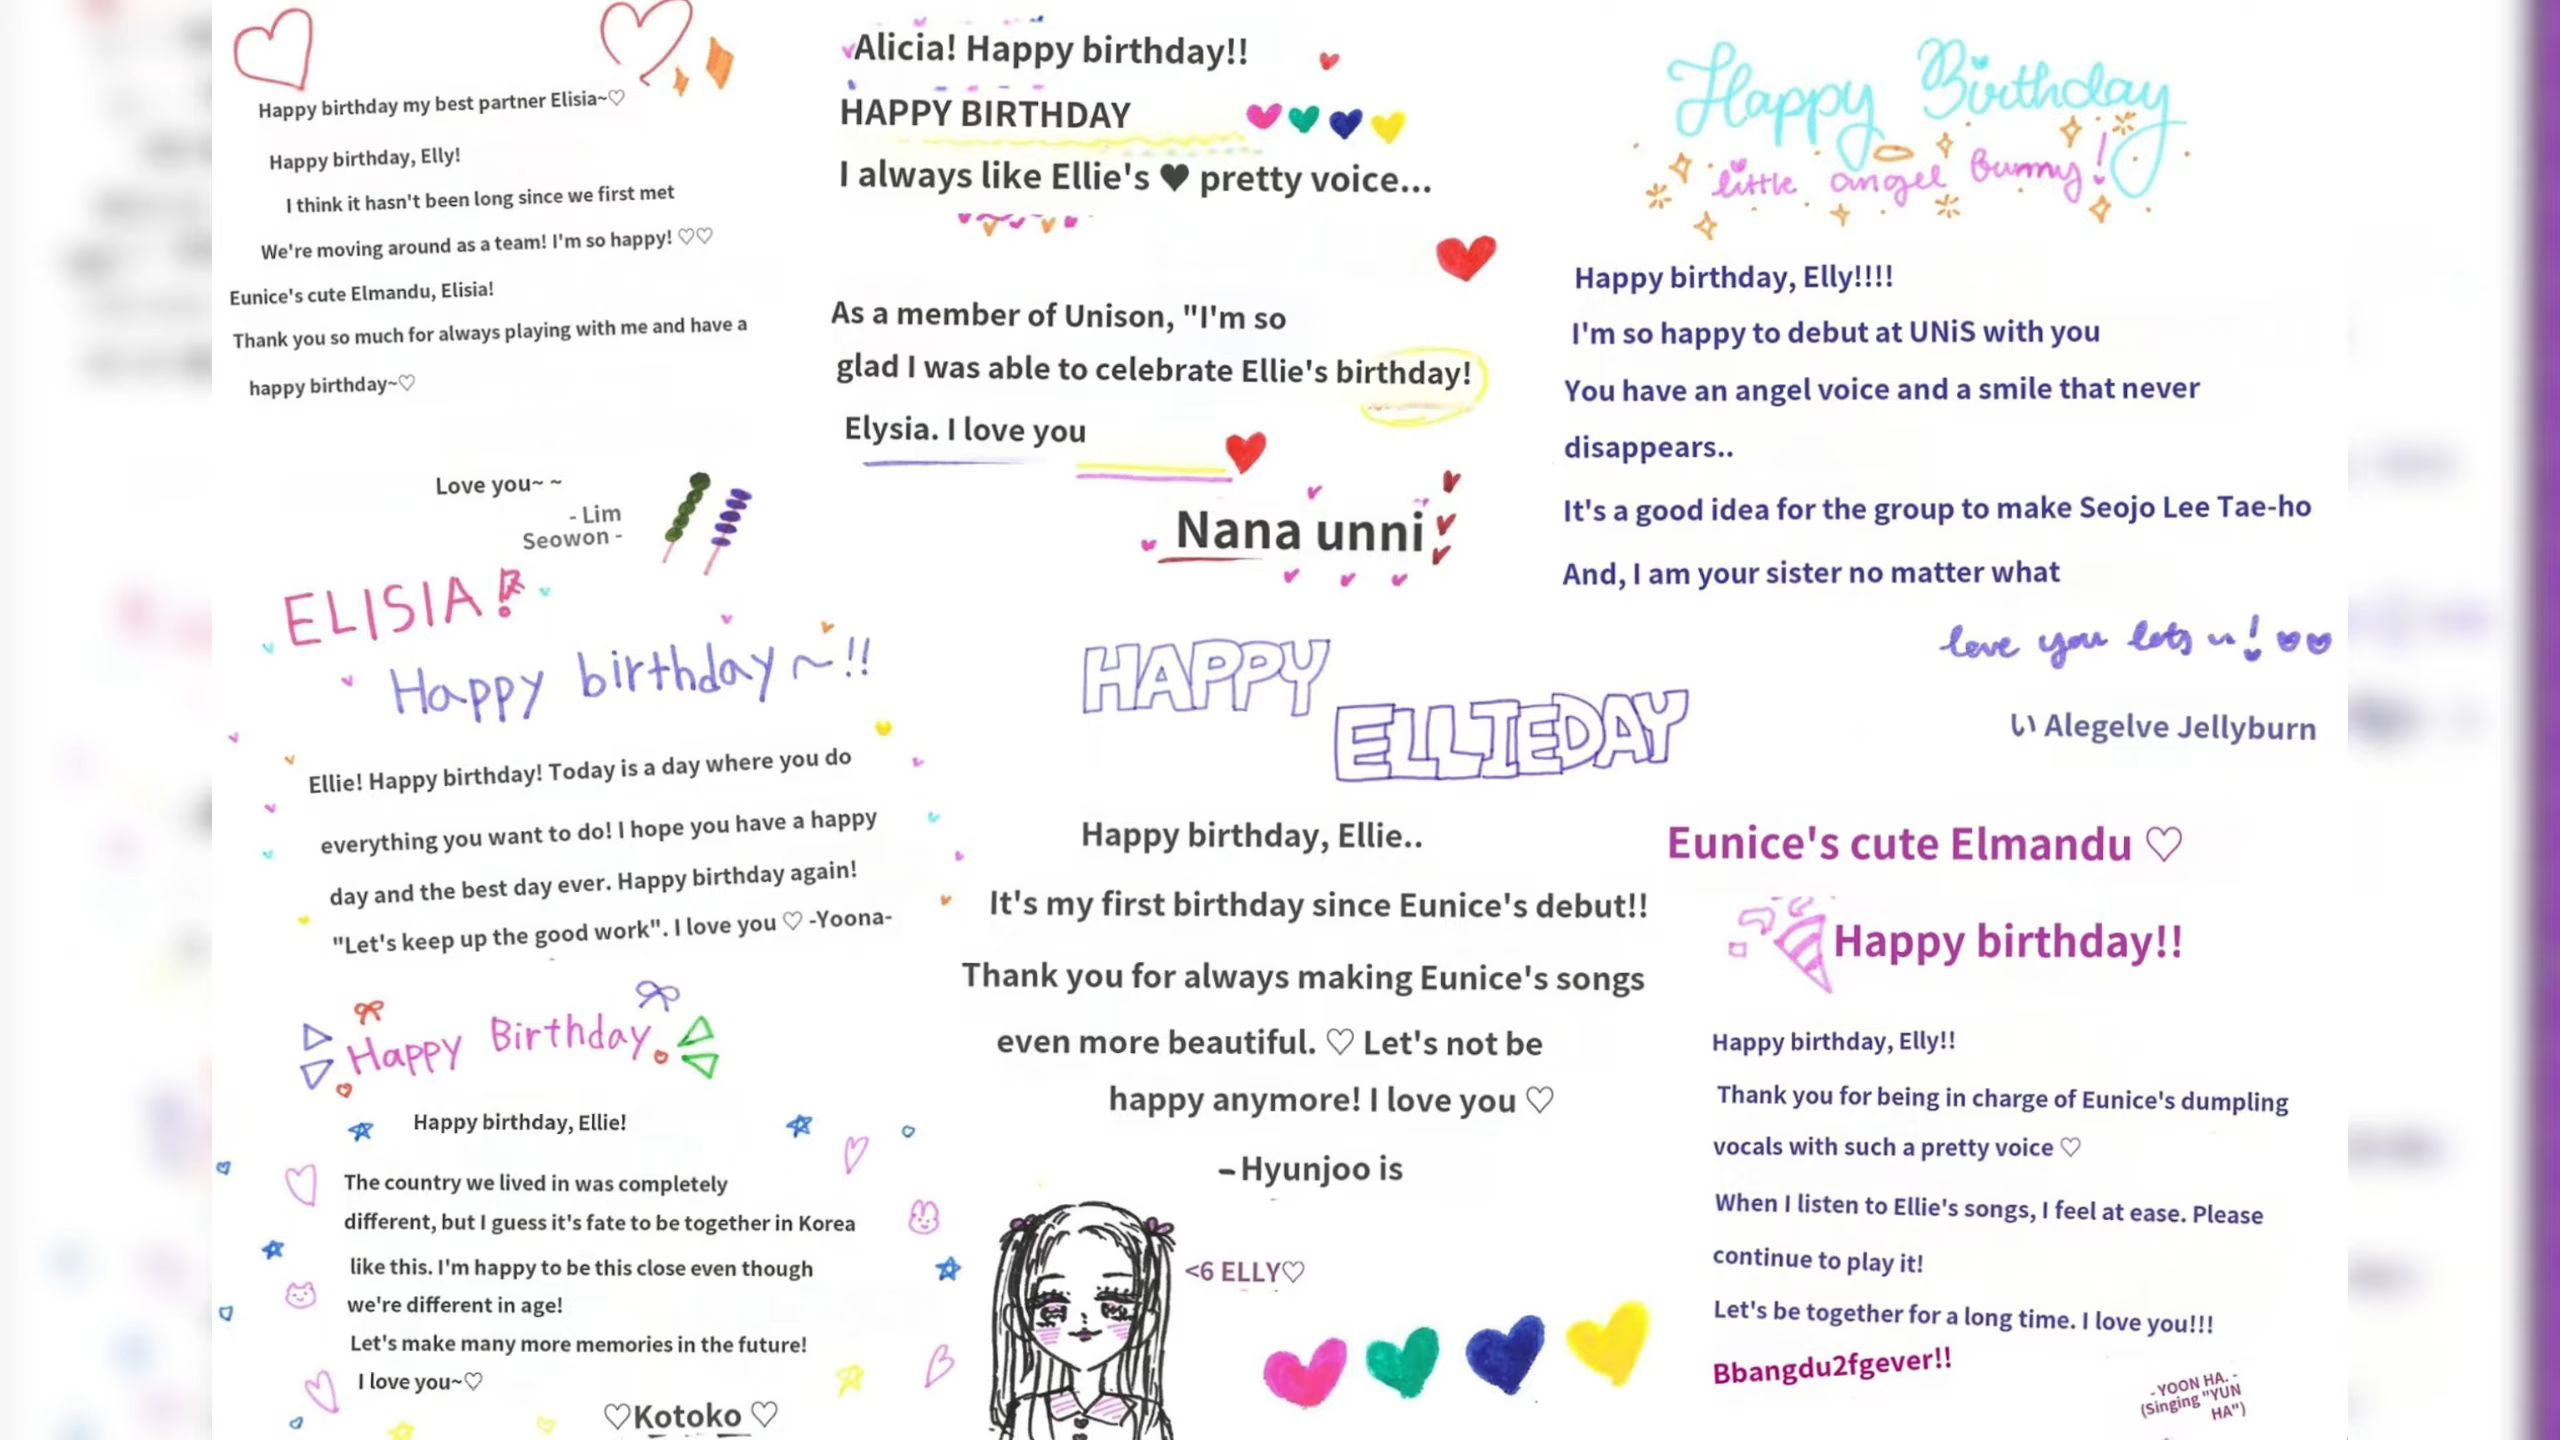 Happy birthday my best partner Elisia~♡
Happy birthday, Elly!
I think it hasn't been long since we first met
We're moving around as a team! I'm so happy! ♡♡
Eunice's cute Elmandu, Elisia!
Thank you so much for always playing with me and have a
happy birthday~♡
Love you~ ~
- Lim
Seowon -
Alicia! Happy birthday!!
HAPPY BIRTHDAY
I always like Ellie's ♥ pretty voice...
As a member of Unison, "I'm so
glad I was able to celebrate Ellie's birthday!
Elysia. I love you
Nana unni
Happy Birthday
little angel Bunny!
Happy birthday, Elly!!!!
I'm so happy to debut at UNiS with you
You have an angel voice and a smile that never
disappears..
It's a good idea for the group to make Seojo Lee Tae-ho
And, I am your sister no matter what
love you lots n! ♡♡
い Alegelve Jellyburn
ELISIA!
Happy birthday~!!
Ellie! Happy birthday! Today is a day where you do
everything you want to do! I hope you have a happy
day and the best day ever. Happy birthday again!
"Let's keep up the good work". I love you ♡ -Yoona-
HAPPY
ELLIEDAY
Happy birthday, Ellie..
It's my first birthday since Eunice's debut!!
Thank you for always making Eunice's songs
even more beautiful. ♡ Let's not be
happy anymore! I love you ♡
- Hyunjoo is
<6 ELLY♡
Happy Birthday
Happy birthday, Ellie!
The country we lived in was completely
different, but I guess it's fate to be together in Korea
like this. I'm happy to be this close even though
we're different in age!
Let's make many more memories in the future!
I love you~♡
♡Kotoko ♡
Eunice's cute Elmandu ♡
Happy birthday!!
Happy birthday, Elly!!
Thank you for being in charge of Eunice's dumpling
vocals with such a pretty voice ♡
When I listen to Ellie's songs, I feel at ease. Please
continue to play it!
Let's be together for a long time. I love you!!!
Bbangdu2fgever!!
- YOON HA. -
(Singing "YUN
HA")